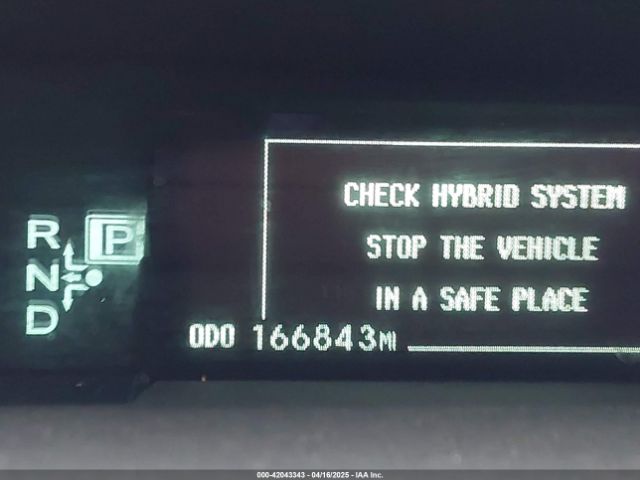 CHECK HYBRID SYSTEM
STOP THE VEHICLE
IN A SAFE PLACE
R
P
N
D
ODO 166843MI
000-42043343 - 04/16/2025 - IAA Inc.